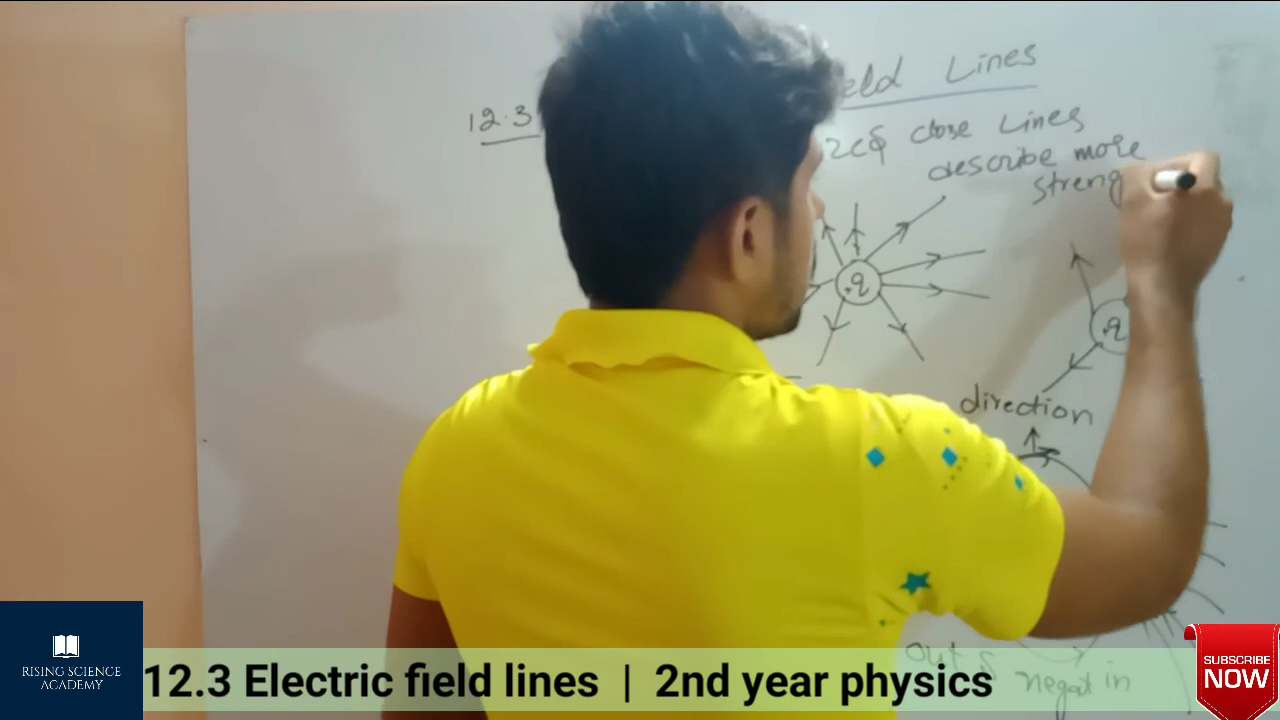 eld Lines
12.3
close Lines
describe more
streng
q
q
direction
out
negat in
12.3 Electric field lines | 2nd year physics
RISING SCIENCE
ACADEMY
SUBSCRIBE
NOW